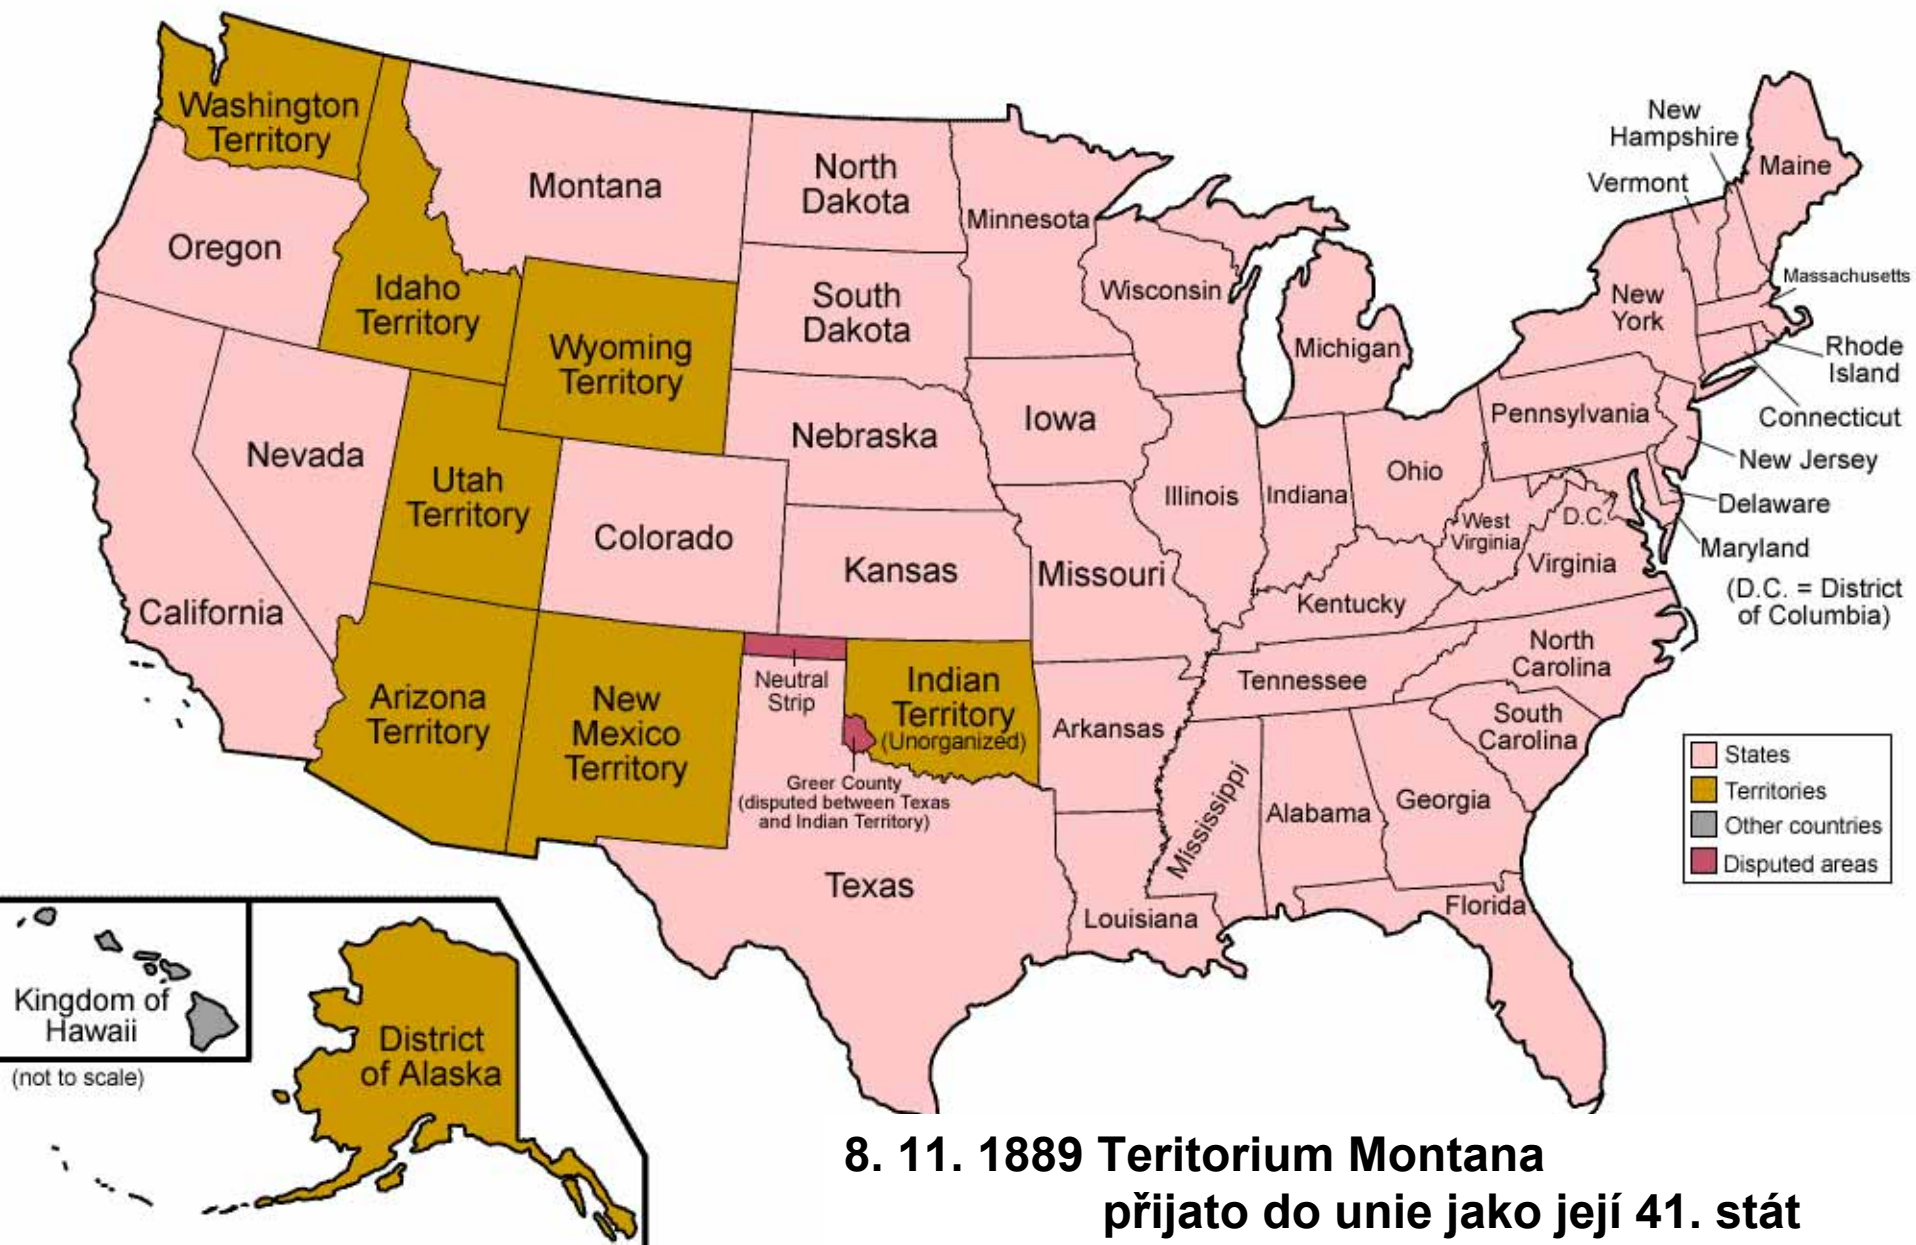 Washington
Territory
Montana
North
Dakota
Minnesota
New
Hampshire
Maine
Vermont
Oregon
Idaho
Territory
South
Dakota
Wisconsin
Massachusetts
New
York
Wyoming
Territory
Michigan
Rhode
Island
Connecticut
Nevada
Nebraska
Iowa
Pennsylvania
New Jersey
Utah
Territory
Colorado
Illinois
Indiana
Ohio
Delaware
West
Virginia
D.C.
Maryland
Virginia
(D.C. = District
of Columbia)
California
Kansas
Missouri
Kentucky
North
Carolina
Arizona
Territory
New
Mexico
Territory
Neutral
Strip
Indian
Territory
(Unorganized)
Tennessee
Arkansas
South
Carolina
Greer County
(disputed between Texas
and Indian Territory)
Mississippi
Alabama
Georgia
Texas
Louisiana
Florida
States
Territories
Other countries
Disputed areas
Kingdom of
Hawaii
(not to scale)
District
of Alaska
8. 11. 1889 Teritorium Montana
přijato do unie jako její 41. stát